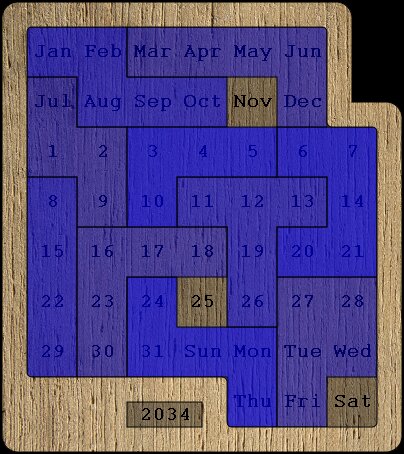 Jan Feb Mar Apr May Jun
Jul Aug Sep Oct Nov Dec
1 2 3 4 5 6 7
8 9 10 11 12 13 14
15 16 17 18 19 20 21
22 23 24 25 26 27 28
29 30 31 Sun Mon Tue Wed
Thu Fri Sat
2034